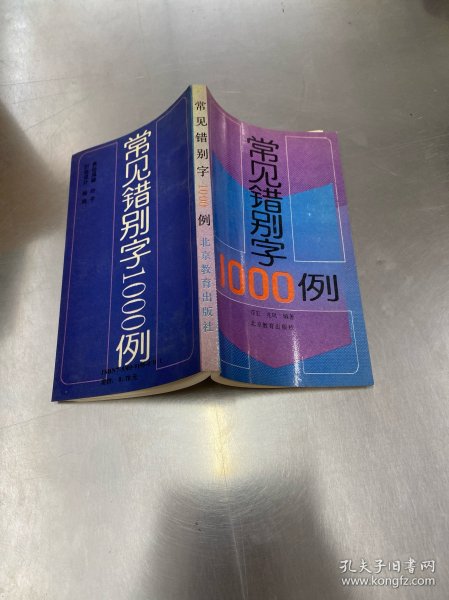 常见错别字
1000例
编著
北京教育出版社
常见错别字1000例
北京教育出版社
常见错别字1000例
孔夫子旧书网
www.kongfz.com